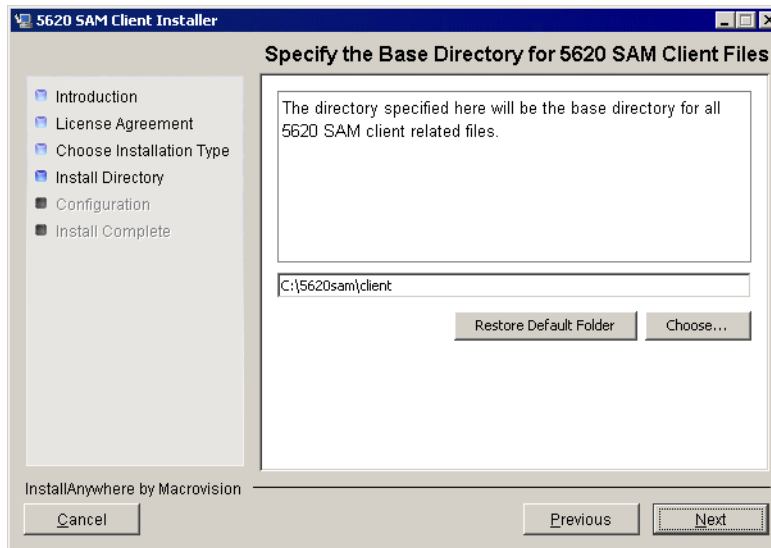 5620 SAM Client Installer
Specify the Base Directory for 5620 SAM Client Files
Introduction
License Agreement
Choose Installation Type
Install Directory
Configuration
Install Complete
The directory specified here will be the base directory for all
5620 SAM client related files.
C:\5620sam\client
Restore Default Folder
Choose...
InstallAnywhere by Macrovision
Cancel
Previous
Next